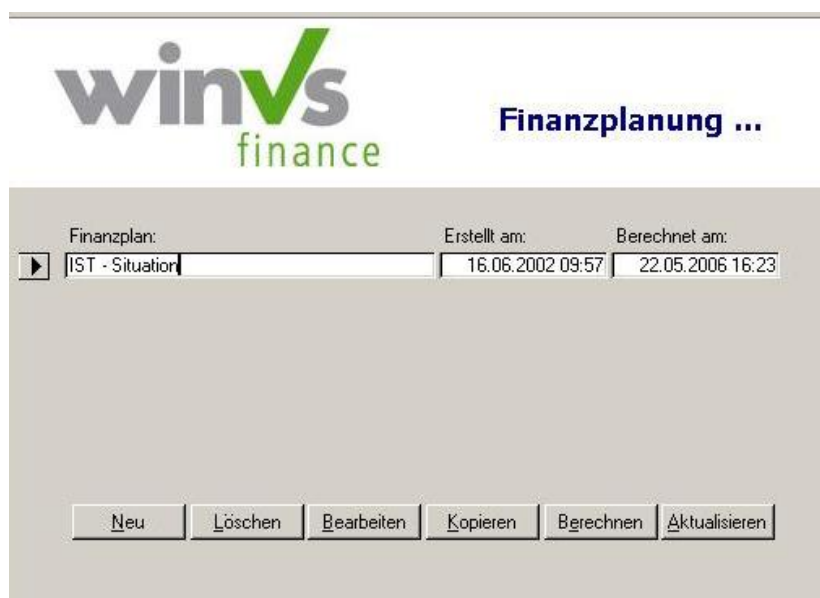 winvs
finance
Finanzplanung ...
Finanzplan: Erstellt am: Berechnet am:
IST - Situation 16.06.2002 09:57 22.05.2006 16:23
Neu Löschen Bearbeiten Kopieren Berechnen Aktualisieren